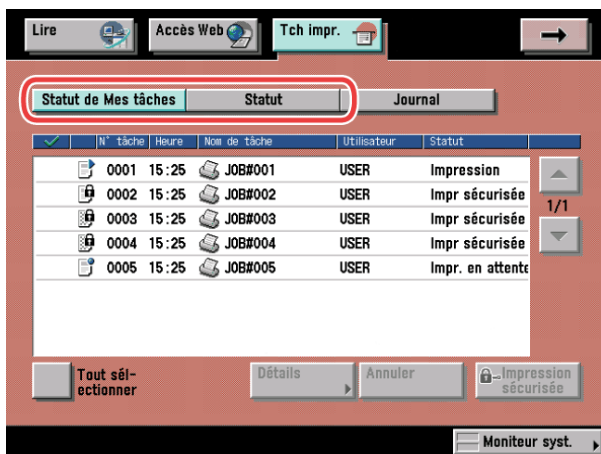 Lire Accès Web Tch impr.
Statut de Mes tâches Statut Journal
N° tâche Heure Nom de tâche Utilisateur Statut
0001 15:25 JOB#001 USER Impression
0002 15:25 JOB#002 USER Impr sécurisée
0003 15:25 JOB#003 USER Impr sécurisée
0004 15:25 JOB#004 USER Impr sécurisée
0005 15:25 JOB#005 USER Impr. en attente
1/1
Tout sél-
ectionner
Détails
Annuler
Impression
sécurisée
Moniteur syst.